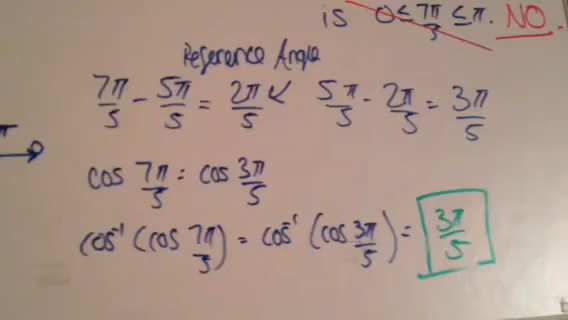 is 0 ≤ 7π/5 ≤ π. NO.
Reference Angle
7π/5 - 5π/5 = 2π/5 5π/5 - 2π/5 = 3π/5
π
cos 7π/5 = cos 3π/5
cos⁻¹ (cos 7π/5) = cos⁻¹ (cos 3π/5) = 3π/5